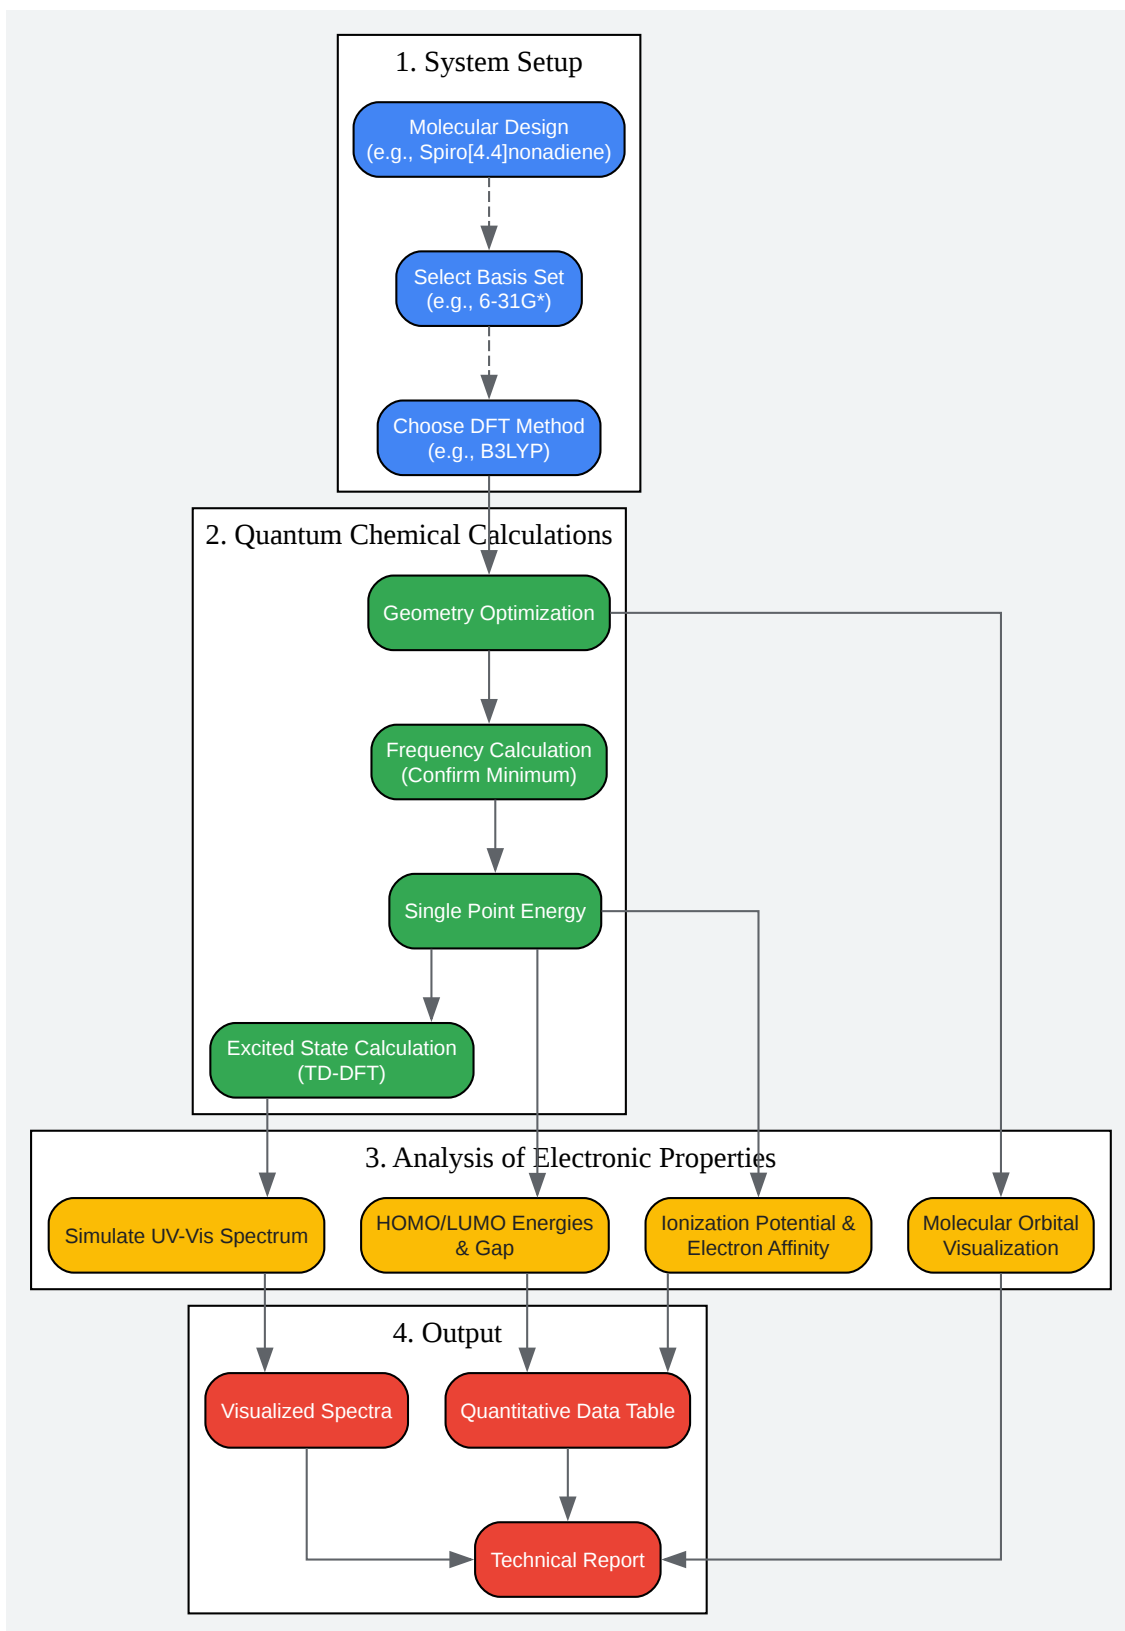 1. System Setup
Molecular Design
(e.g., Spiro[4.4]nonadiene)
Select Basis Set
(e.g., 6-31G*)
Choose DFT Method
(e.g., B3LYP)
2. Quantum Chemical Calculations
Geometry Optimization
Frequency Calculation
(Confirm Minimum)
Single Point Energy
Excited State Calculation
(TD-DFT)
3. Analysis of Electronic Properties
Simulate UV-Vis Spectrum
HOMO/LUMO Energies
& Gap
Ionization Potential &
Electron Affinity
Molecular Orbital
Visualization
4. Output
Visualized Spectra
Quantitative Data Table
Technical Report